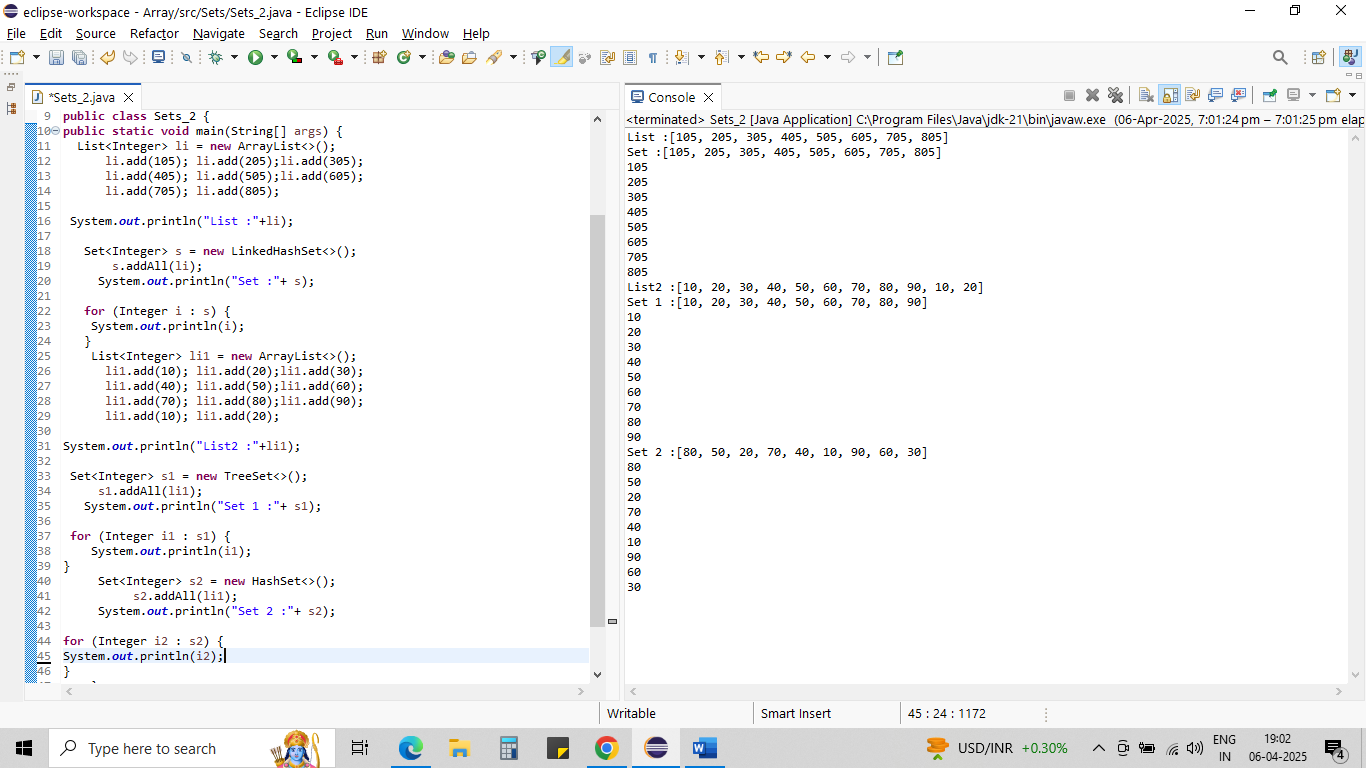 eclipse-workspace - Array/src/Sets/Sets_2.java - Eclipse IDE
File Edit Source Refactor Navigate Search Project Run Window Help
*Sets_2.java
9 public class Sets_2 {
10 public static void main(String[] args) {
11 List<Integer> li = new ArrayList<>();
12 li.add(105); li.add(205);li.add(305);
13 li.add(405); li.add(505);li.add(605);
14 li.add(705); li.add(805);
15
16 System.out.println("List :"+li);
17
18 Set<Integer> s = new LinkedHashSet<>();
19 s.addAll(li);
20 System.out.println("Set :"+ s);
21
22 for (Integer i : s) {
23 System.out.println(i);
24 }
25 List<Integer> li1 = new ArrayList<>();
26 li1.add(10); li1.add(20);li1.add(30);
27 li1.add(40); li1.add(50);li1.add(60);
28 li1.add(70); li1.add(80);li1.add(90);
29 li1.add(10); li1.add(20);
30
31 System.out.println("List2 :"+li1);
32
33 Set<Integer> s1 = new TreeSet<>();
34 s1.addAll(li1);
35 System.out.println("Set 1 :"+ s1);
36
37 for (Integer i1 : s1) {
38 System.out.println(i1);
39 }
40 Set<Integer> s2 = new HashSet<>();
41 s2.addAll(li1);
42 System.out.println("Set 2 :"+ s2);
43
44 for (Integer i2 : s2) {
45 System.out.println(i2);
46 }
Console
<terminated> Sets_2 [Java Application] C:\Program Files\Java\jdk-21\bin\javaw.exe (06-Apr-2025, 7:01:24 pm – 7:01:25 pm elap
List :[105, 205, 305, 405, 505, 605, 705, 805]
Set :[105, 205, 305, 405, 505, 605, 705, 805]
105
205
305
405
505
605
705
805
List2 :[10, 20, 30, 40, 50, 60, 70, 80, 90, 10, 20]
Set 1 :[10, 20, 30, 40, 50, 60, 70, 80, 90]
10
20
30
40
50
60
70
80
90
Set 2 :[80, 50, 20, 70, 40, 10, 90, 60, 30]
80
50
20
70
40
10
90
60
30
Writable Smart Insert 45 : 24 : 1172
Type here to search
USD/INR +0.30%
ENG
IN
19:02
06-04-2025
4